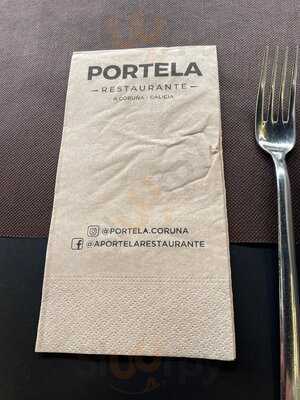 PORTELA
RESTAURANTE
A CORUÑA - GALICIA
@PORTELA.CORUNA
@APORTELARESTAURANTE